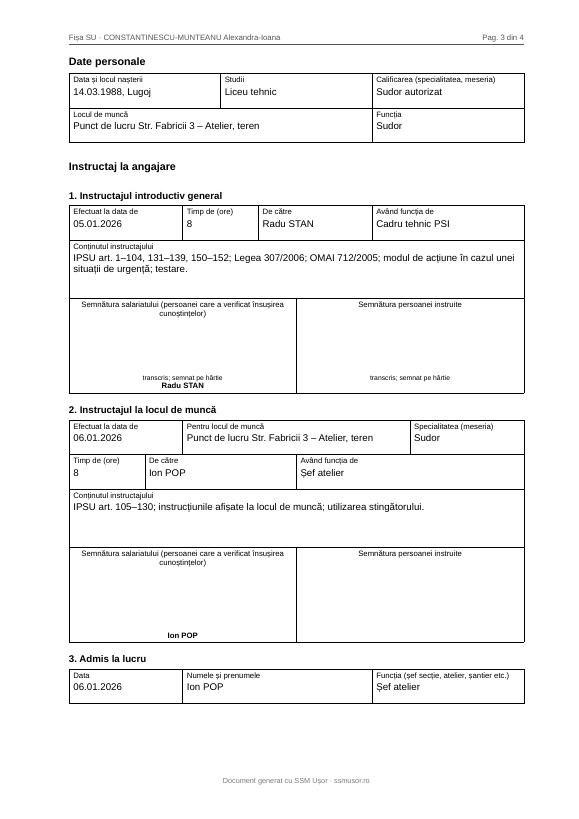 Fișa SU · CONSTANTINESCU-MUNTEANU Alexandra-Ioana
Pag. 3 din 4
Date personale
Data și locul nașterii
14.03.1988, Lugoj
Studii
Liceu tehnic
Calificarea (specialitatea, meseria)
Sudor autorizat
Locul de muncă
Punct de lucru Str. Fabricii 3 – Atelier, teren
Funcția
Sudor
Instructaj la angajare
1. Instructajul introductiv general
Efectuat la data de
05.01.2026
Timp de (ore)
8
De către
Radu STAN
Având funcția de
Cadru tehnic PSI
Conținutul instructajului
IPSU art. 1–104, 131–139, 150–152; Legea 307/2006; OMAI 712/2005; modul de acțiune în cazul unei
situații de urgență; testare.
Semnătura salariatului (persoanei care a verificat însușirea
cunoștințelor)
transcris; semnat pe hârtie
Radu STAN
Semnătura persoanei instruite
transcris; semnat pe hârtie
2. Instructajul la locul de muncă
Efectuat la data de
06.01.2026
Pentru locul de muncă
Punct de lucru Str. Fabricii 3 – Atelier, teren
Specialitatea (meseria)
Sudor
Timp de (ore)
8
De către
Ion POP
Având funcția de
Șef atelier
Conținutul instructajului
IPSU art. 105–130; instrucțiunile afișate la locul de muncă; utilizarea stingătorului.
Semnătura salariatului (persoanei care a verificat însușirea
cunoștințelor)
Ion POP
Semnătura persoanei instruite
3. Admis la lucru
Data
06.01.2026
Numele și prenumele
Ion POP
Funcția (șef secție, atelier, șantier etc.)
Șef atelier
Document generat cu SSM Ușor · ssmusor.ro